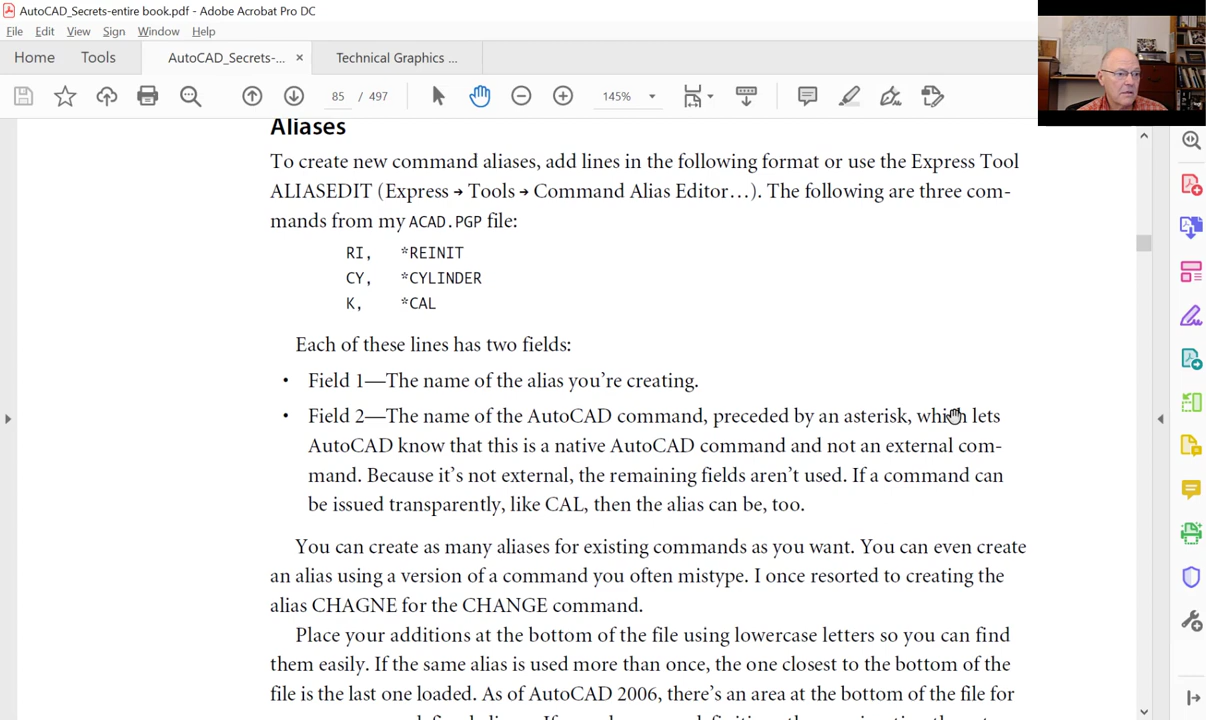 AutoCAD_Secrets-entire book.pdf - Adobe Acrobat Pro DC
File Edit View Sign Window Help
Home Tools AutoCAD_Secrets-... × Technical Graphics ...
85 / 497 145%
Aliases
To create new command aliases, add lines in the following format or use the Express Tool
ALIASEDIT (Express → Tools → Command Alias Editor…). The following are three com-
mands from my ACAD.PGP file:
RI, *REINIT
CY, *CYLINDER
K, *CAL
Each of these lines has two fields:
• Field 1—The name of the alias you’re creating.
• Field 2—The name of the AutoCAD command, preceded by an asterisk, which lets
AutoCAD know that this is a native AutoCAD command and not an external com-
mand. Because it’s not external, the remaining fields aren’t used. If a command can
be issued transparently, like CAL, then the alias can be, too.
You can create as many aliases for existing commands as you want. You can even create
an alias using a version of a command you often mistype. I once resorted to creating the
alias CHAGNE for the CHANGE command.
Place your additions at the bottom of the file using lowercase letters so you can find
them easily. If the same alias is used more than once, the one closest to the bottom of the
file is the last one loaded. As of AutoCAD 2006, there’s an area at the bottom of the file for